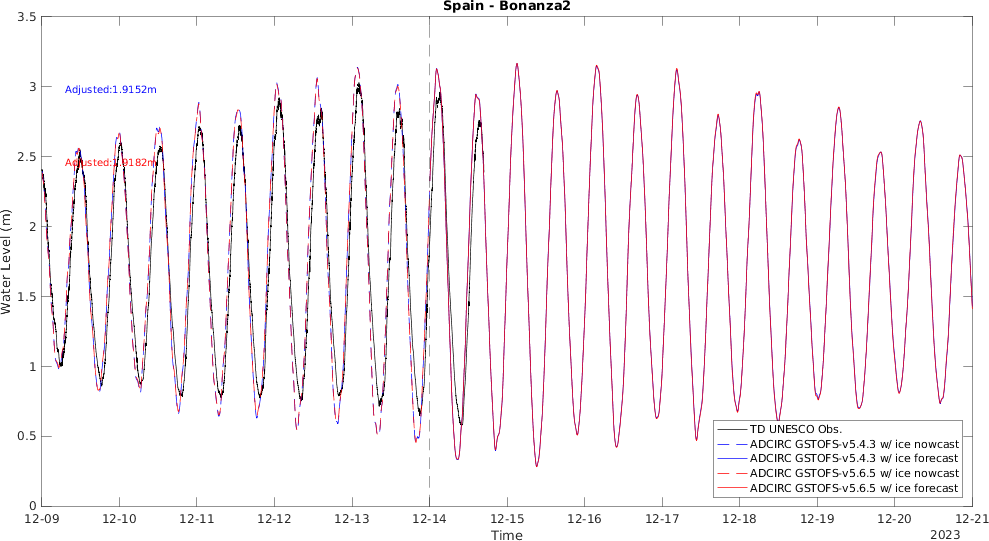 Spain - Bonanza2
3.5
3
2.5
2
1.5
1
0.5
0
Water Level (m)
Adjusted:1.9152m
Adjusted:1.9182m
TD UNESCO Obs.
ADCIRC GSTOFS-v5.4.3 w/ ice nowcast
ADCIRC GSTOFS-v5.4.3 w/ ice forecast
ADCIRC GSTOFS-v5.6.5 w/ ice nowcast
ADCIRC GSTOFS-v5.6.5 w/ ice forecast
12-09 12-10 12-11 12-12 12-13 12-14 12-15 12-16 12-17 12-18 12-19 12-20 12-21
Time
2023